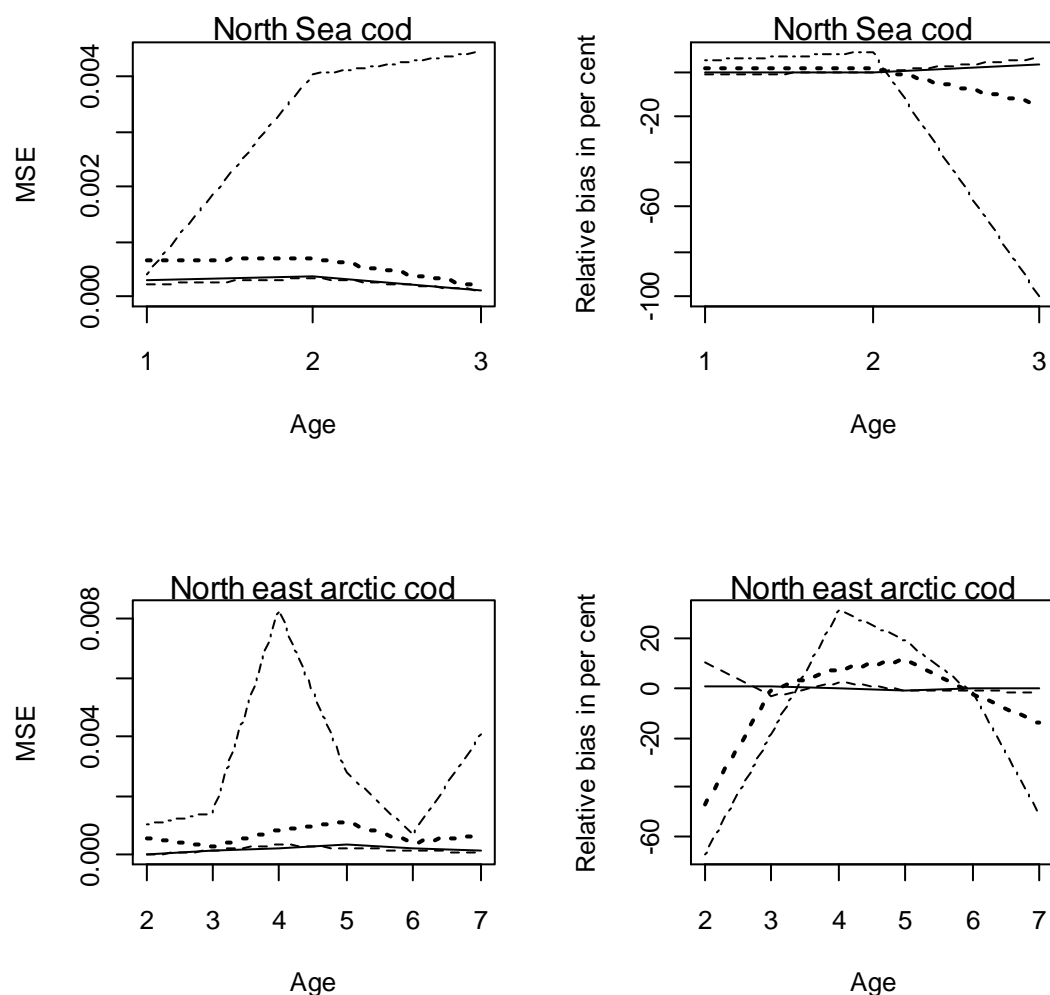 North Sea cod
MSE
0.004
0.002
0.000
1 2 3
Age
North Sea cod
Relative bias in per cent
-20
-60
-100
1 2 3
Age
North east arctic cod
MSE
0.008
0.004
0.000
2 3 4 5 6 7
Age
North east arctic cod
Relative bias in per cent
20
0
-20
-60
2 3 4 5 6 7
Age